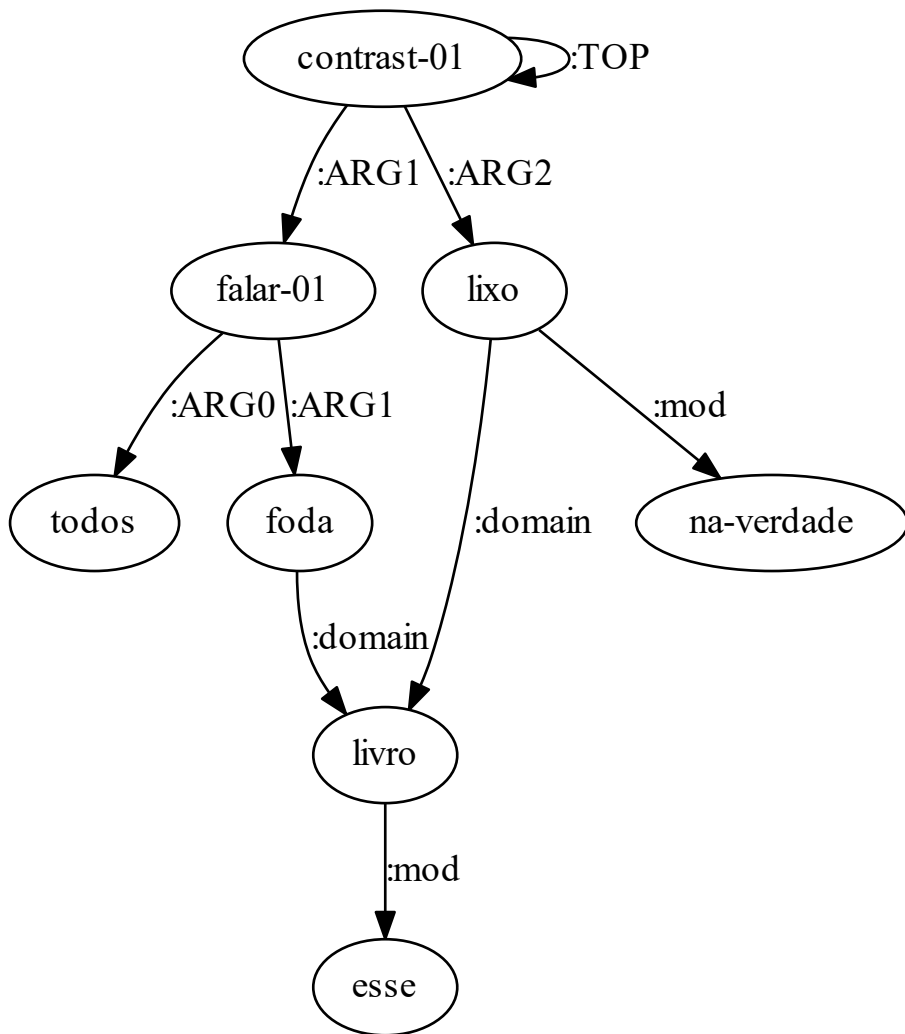 contrast-01
:TOP
:ARG1
:ARG2
falar-01
lixo
:ARG0
:ARG1
:domain
:mod
todos
foda
na-verdade
:domain
livro
:mod
esse